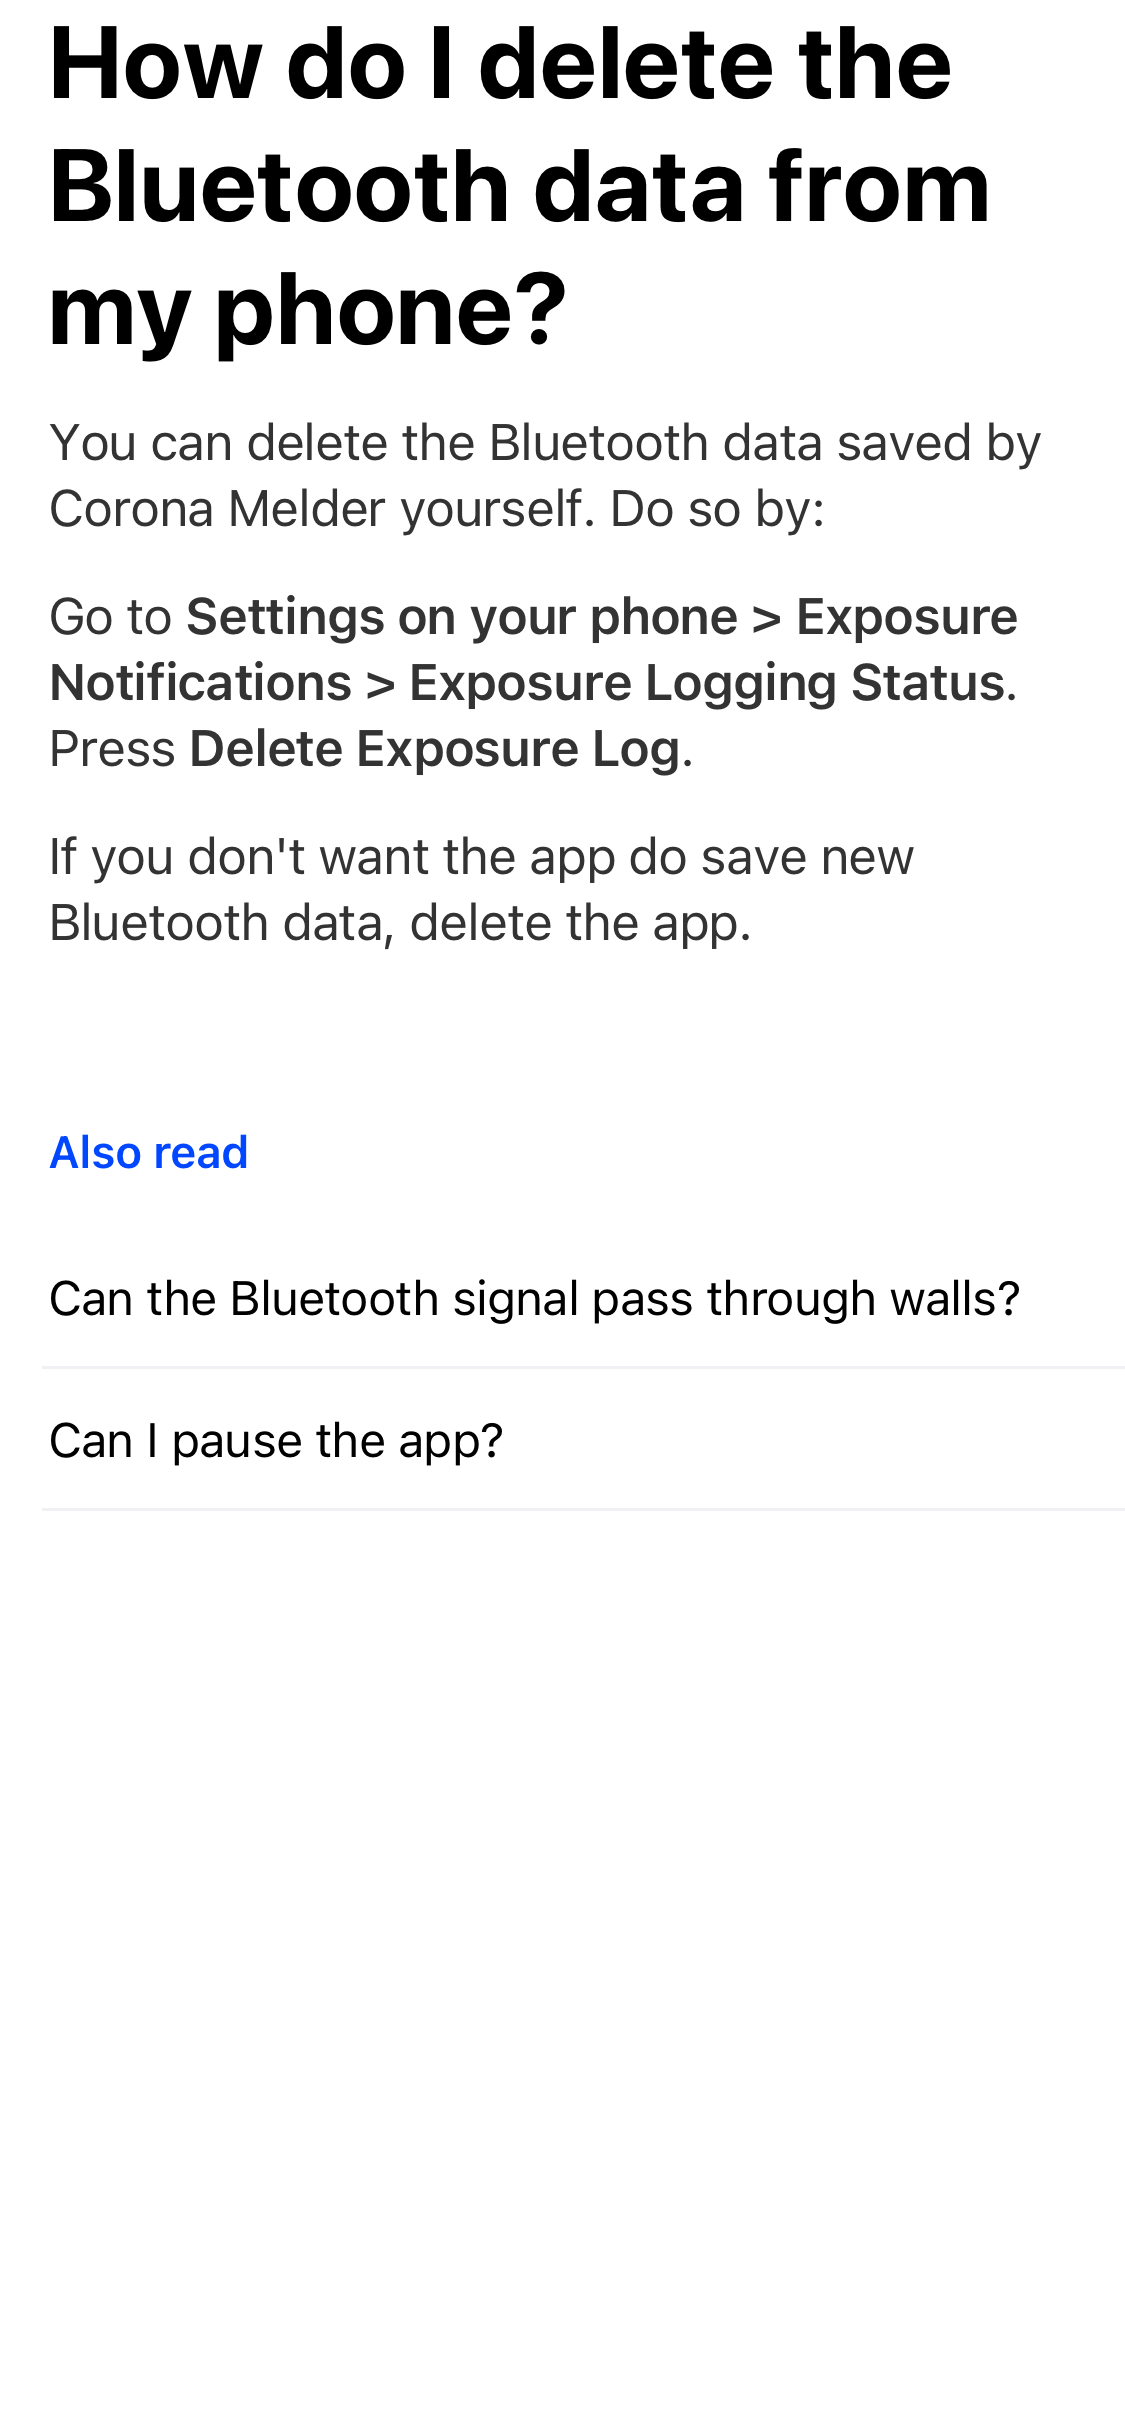 How do I delete the
Bluetooth data from
my phone?
You can delete the Bluetooth data saved by
Corona Melder yourself. Do so by:
Go to Settings on your phone > Exposure
Notifications > Exposure Logging Status.
Press Delete Exposure Log.
If you don't want the app do save new
Bluetooth data, delete the app.
Also read
Can the Bluetooth signal pass through walls?
Can I pause the app?